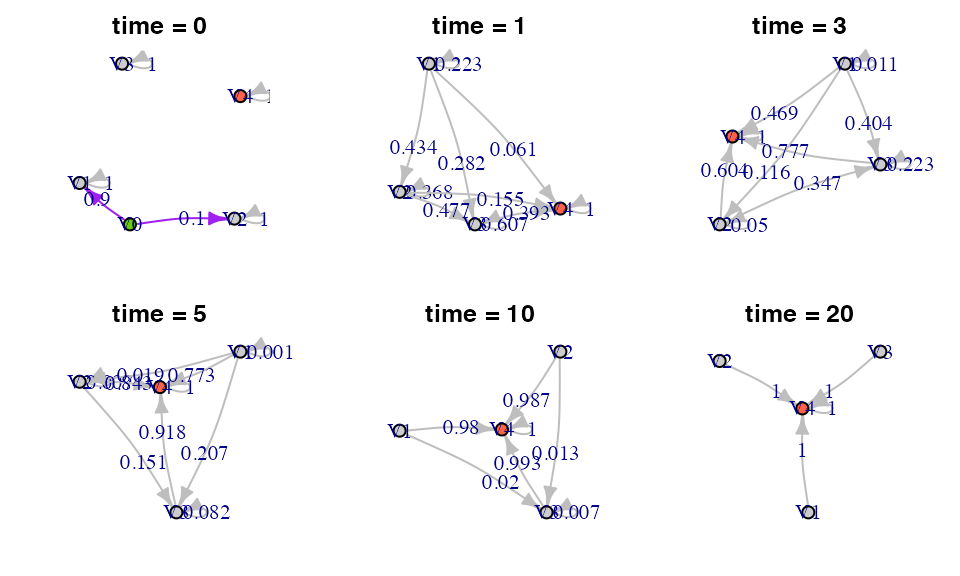 time = 0
V3 1
V4 1
V1 1
0.9
V0
0.1
V2 1
time = 1
V1 0.223
0.434
0.282
0.061
V2 0.368
0.155
0.477
0.393
V4 1
V3 0.607
time = 3
V1 0.011
0.469
0.404
V4 1
0.777
V3 0.223
0.604
0.116
0.347
V2 0.05
time = 5
V1 0.001
0.019
0.773
V2
0.843
V4 1
0.918
0.207
0.151
V3 0.082
time = 10
V2
0.987
V1
0.98
V4 1
0.013
0.993
0.02
V3 0.007
time = 20
V2
V3
1
1
V4 1
1
V1